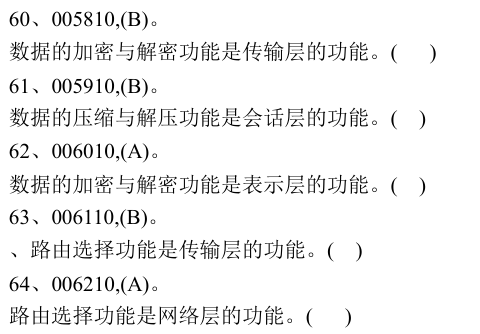 60、005810,(B)。
数据的加密与解密功能是传输层的功能。(      )
61、005910,(B)。
数据的压缩与解压功能是会话层的功能。(    )
62、006010,(A)。
数据的加密与解密功能是表示层的功能。(    )
63、006110,(B)。
、路由选择功能是传输层的功能。(    )
64、006210,(A)。
路由选择功能是网络层的功能。(      )